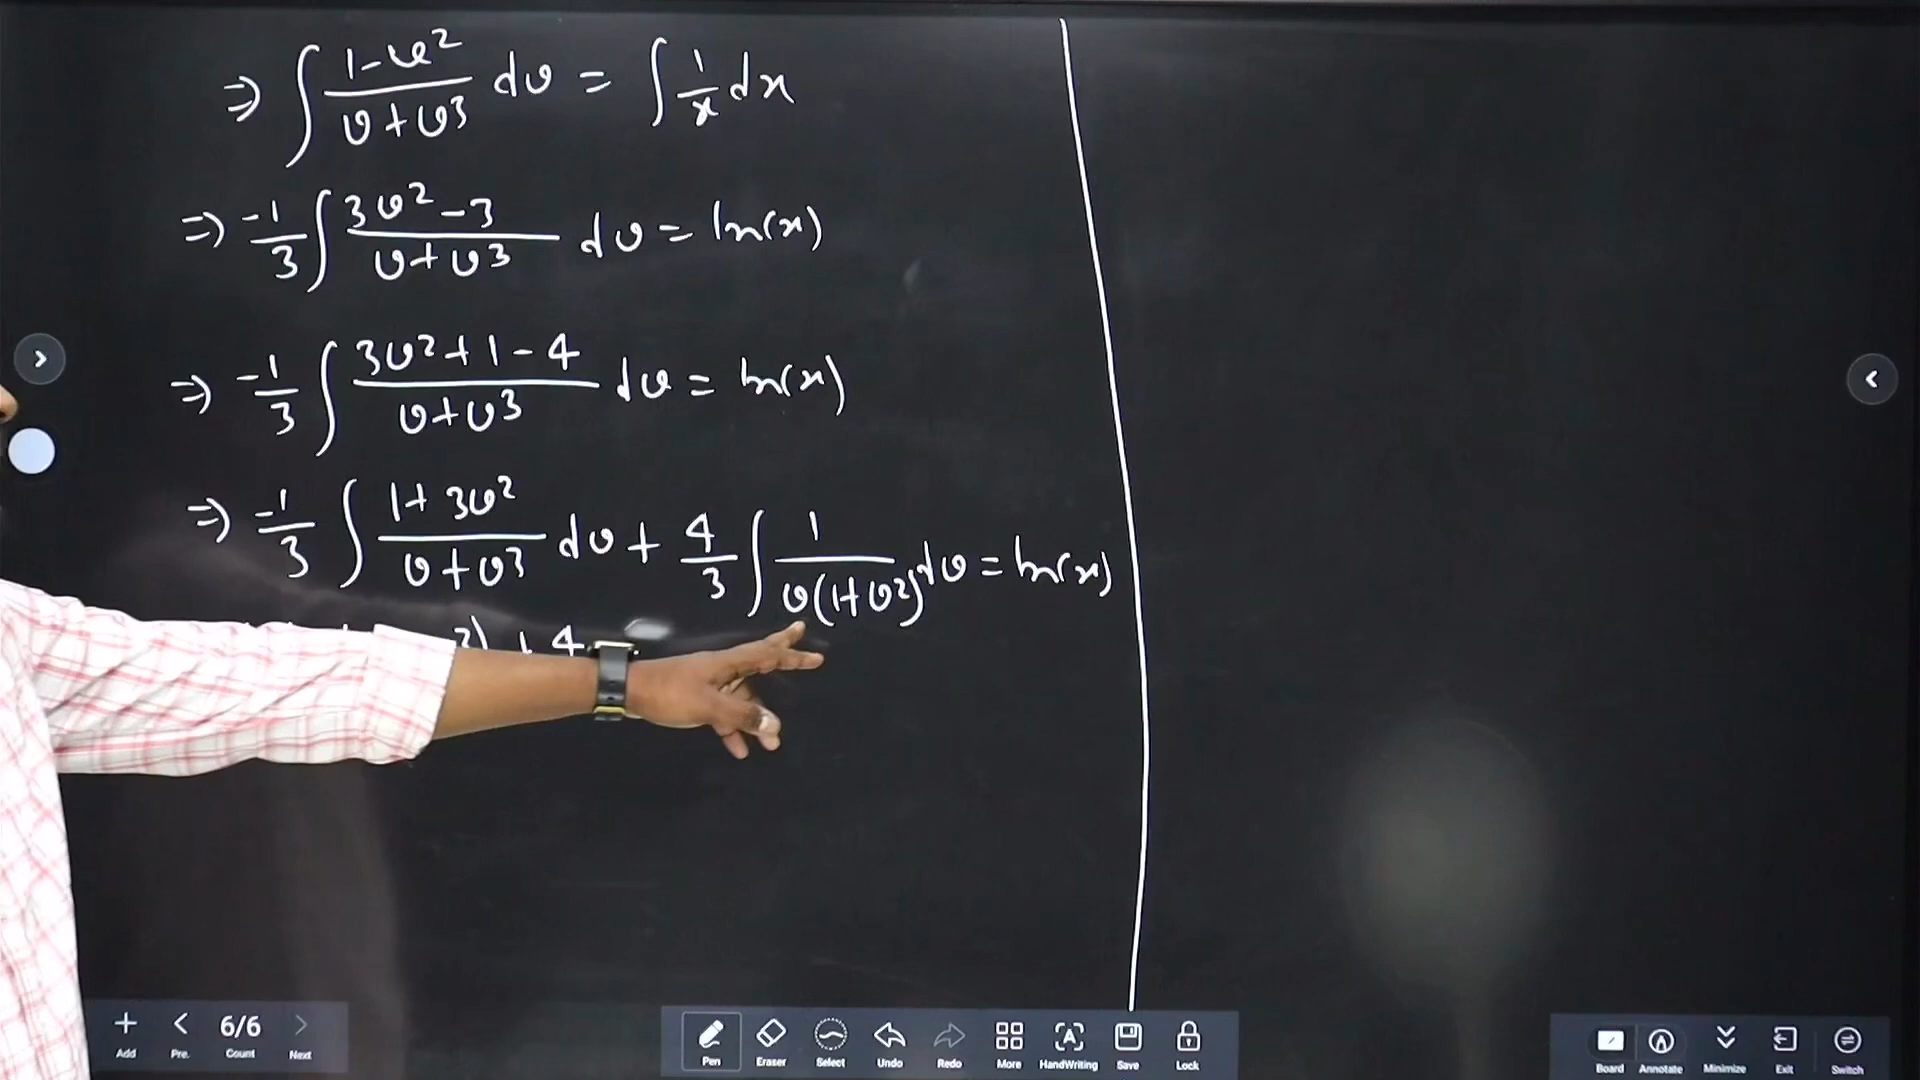 ⇒ ∫ (1-v²)/(v+v³) dv = ∫ 1/x dx
⇒ -1/3 ∫ (3v²-3)/(v+v³) dv = ln(x)
⇒ -1/3 ∫ (3v²+1-4)/(v+v³) dv = ln(x)
⇒ -1/3 ∫ (1+3v²)/(v+v³) dv + 4/3 ∫ 1/(v(1+v²)) dv = ln(x)
4
Add Pre. 6/6 Count Next
Pen Eraser Select Undo Redo More HandWriting Save Lock
Board Annotate Minimize Exit Switch